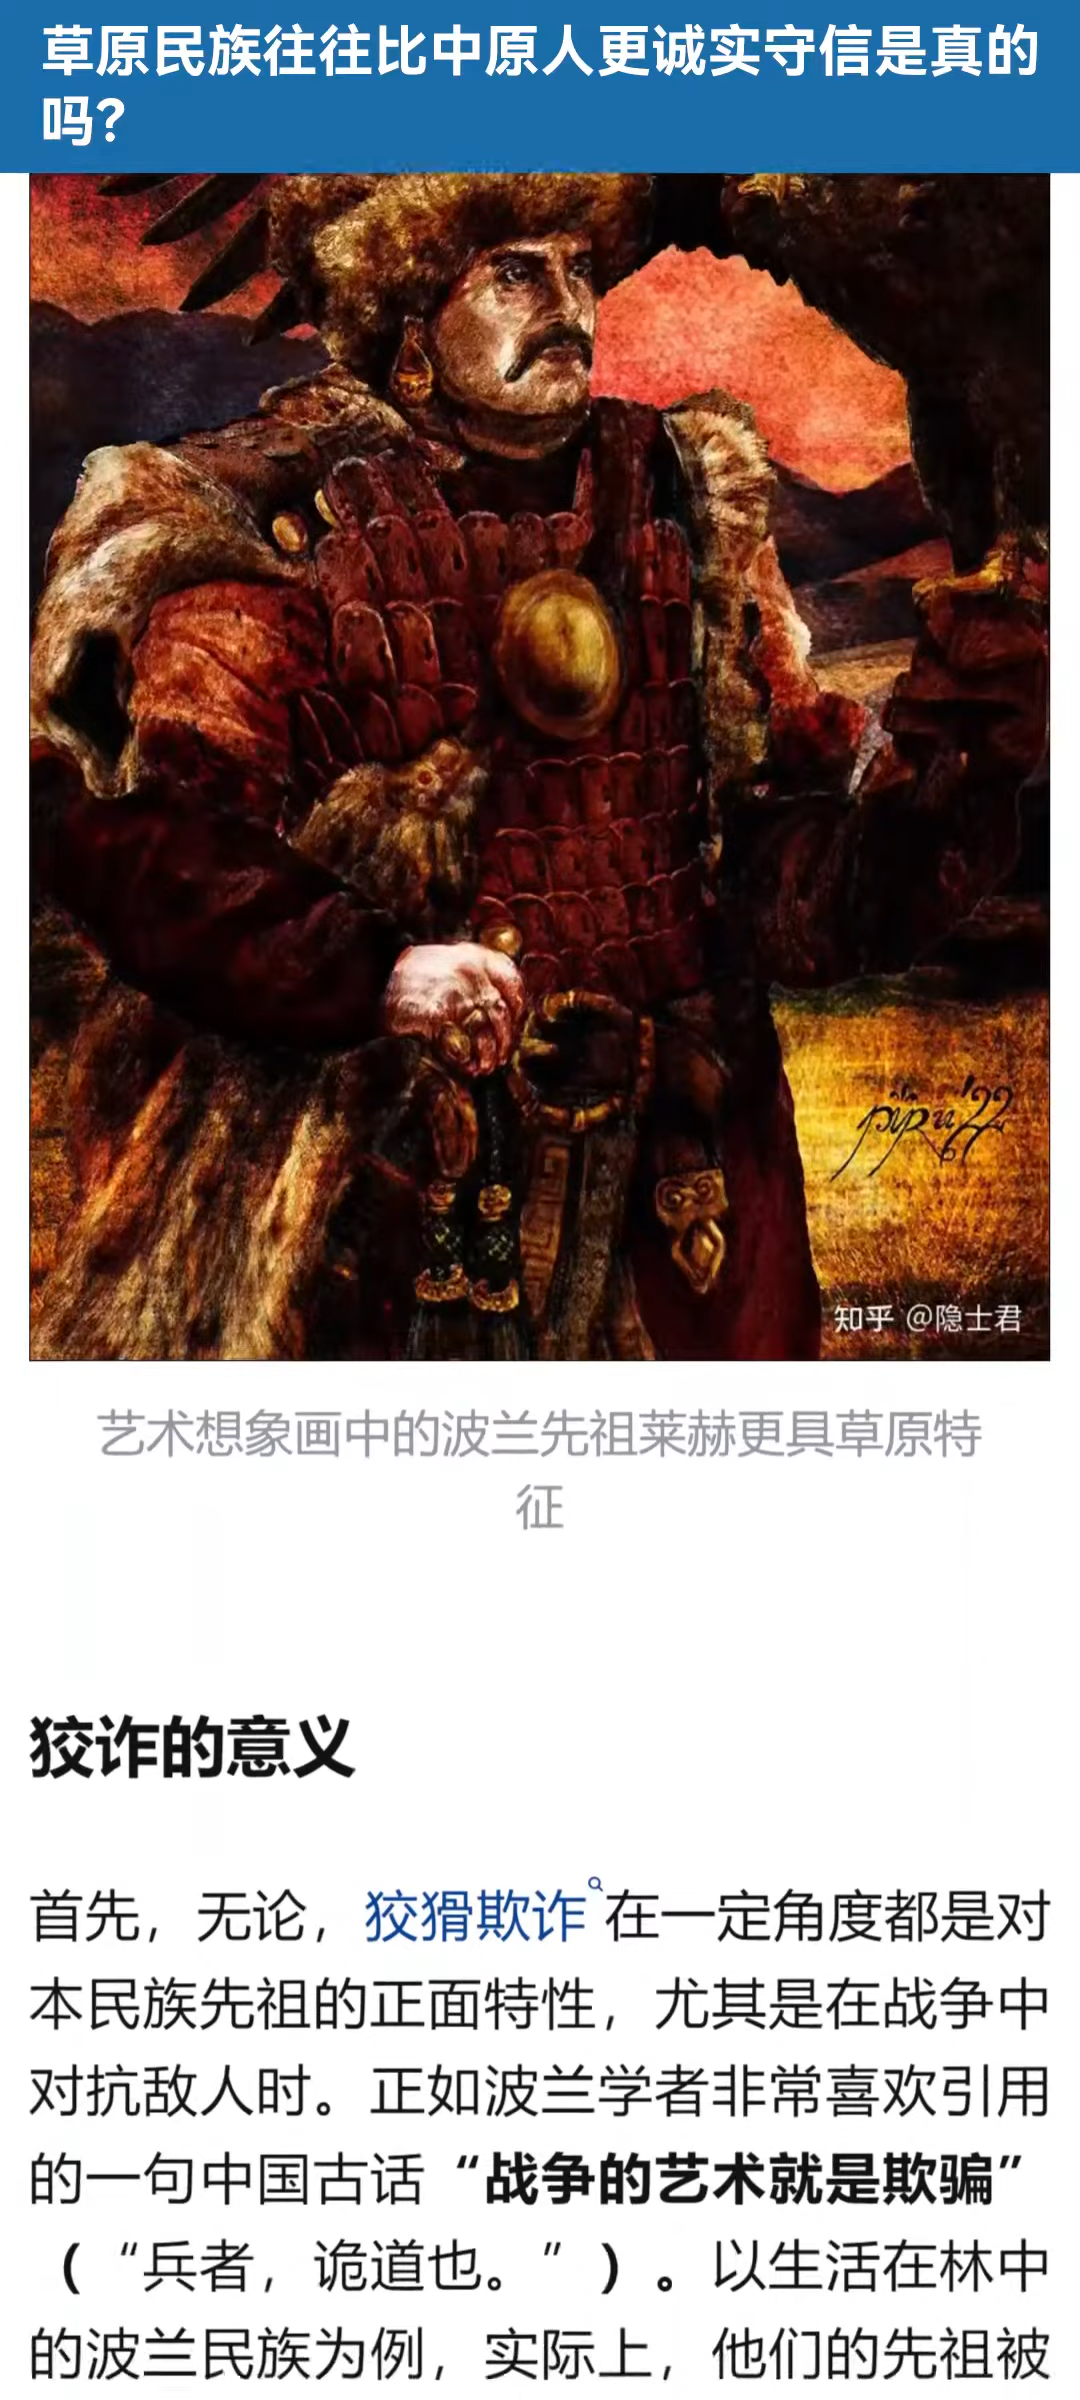 草原民族往往比中原人更诚实守信是真的
吗?
pipu'22
知乎 @隐士君
艺术想象画中的波兰先祖莱赫更具草原特
征
狡诈的意义
首先，无论，狡猾欺诈在一定角度都是对
本民族先祖的正面特性，尤其是在战争中
对抗敌人时。正如波兰学者非常喜欢引用
的一句中国古话“战争的艺术就是欺骗”
（“兵者，诡道也。”）。以生活在林中
的波兰民族为例，实际上，他们的先祖被